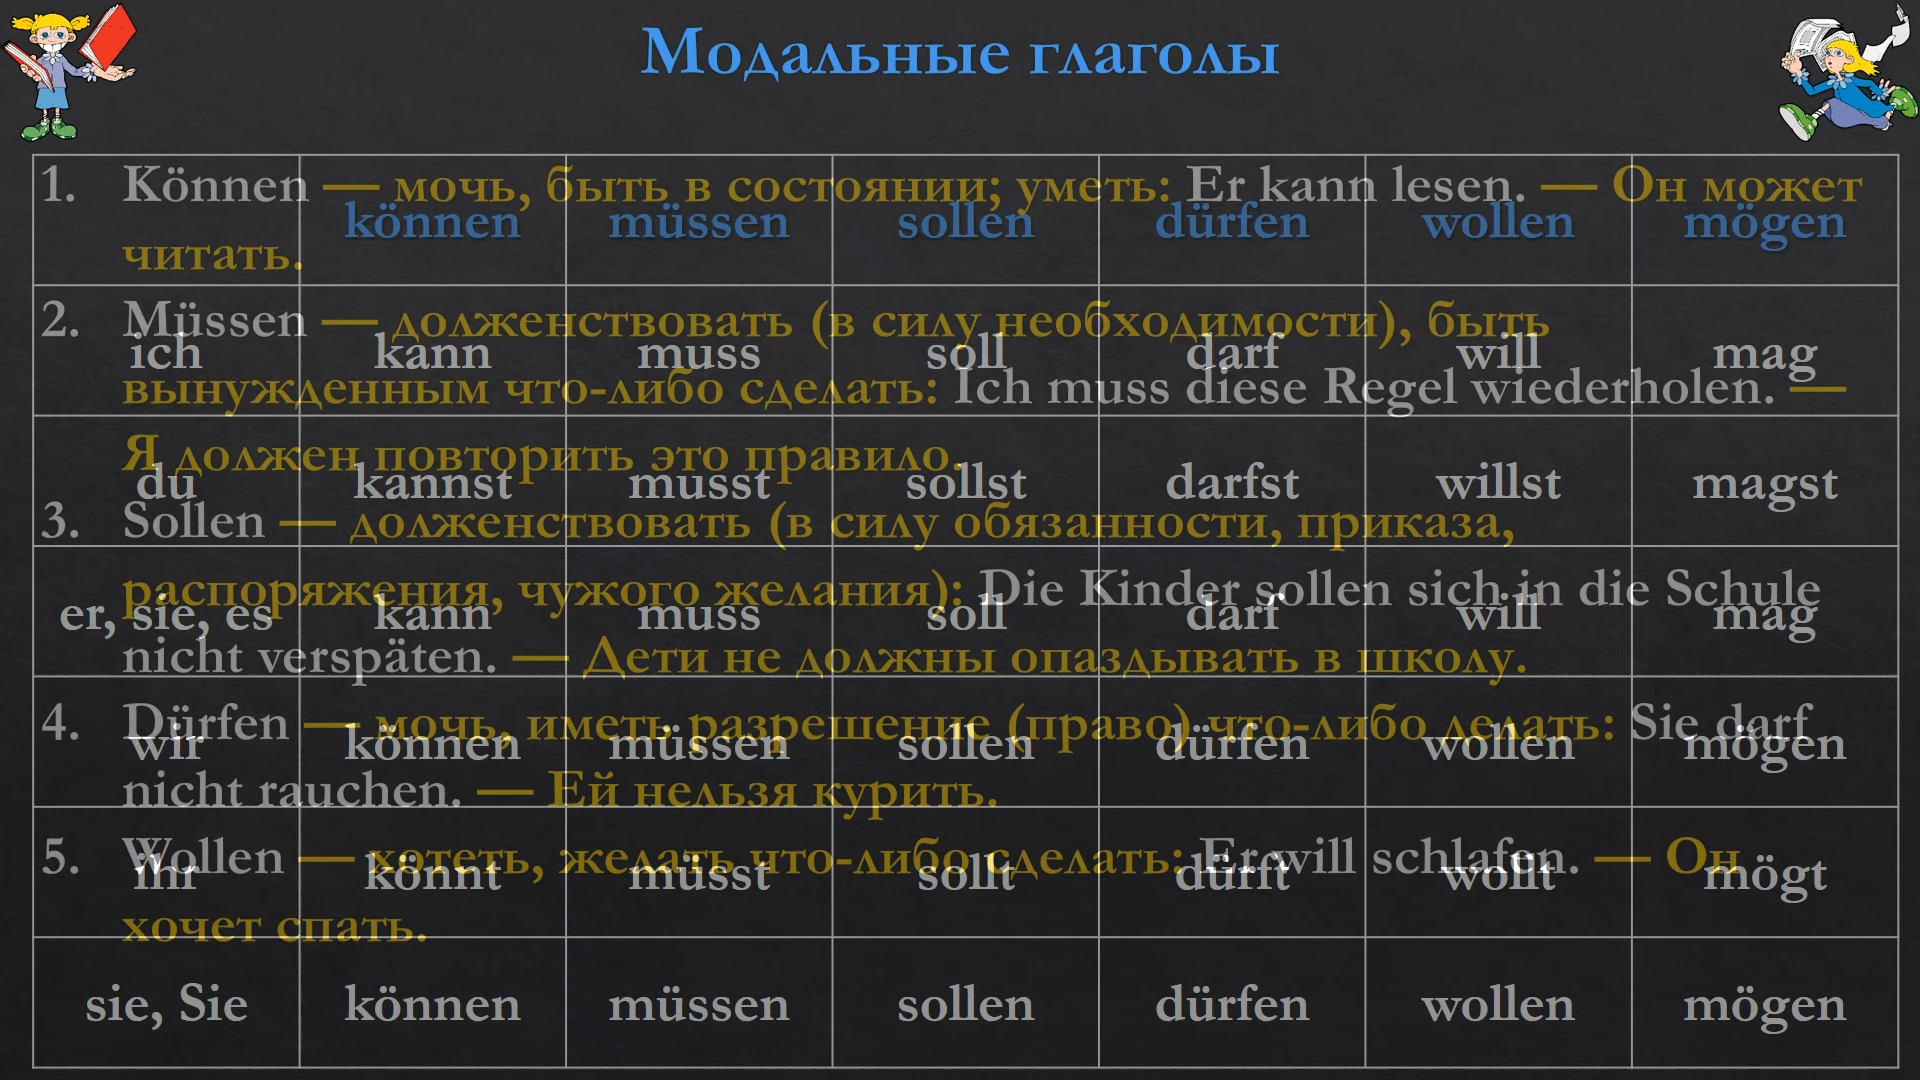 Модальные глаголы
1. Können — мочь, быть в состоянии; уметь: Er kann lesen. — Он может
читать.
2. Müssen — долженствовать (в силу необходимости), быть
вынужденным что-либо сделать: Ich muss diese Regel wiederholen. —
Я должен повторить это правило.
3. Sollen — долженствовать (в силу обязанности, приказа,
распоряжения, чужого желания): Die Kinder sollen sich in die Schule
nicht verspäten. — Дети не должны опаздывать в школу.
4. Dürfen — мочь, иметь разрешение (право) что-либо делать: Sie darf
nicht rauchen. — Ей нельзя курить.
5. Wollen — хотеть, желать что-либо сделать: Er will schlafen. — Он
хочет спать.
können müssen sollen dürfen wollen mögen
ich kann muss soll darf will mag
du kannst musst sollst darfst willst magst
er, sie, es kann muss soll darf will mag
wir können müssen sollen dürfen wollen mögen
ihr könnt müsst sollt dürft wollt mögt
sie, Sie können müssen sollen dürfen wollen mögen